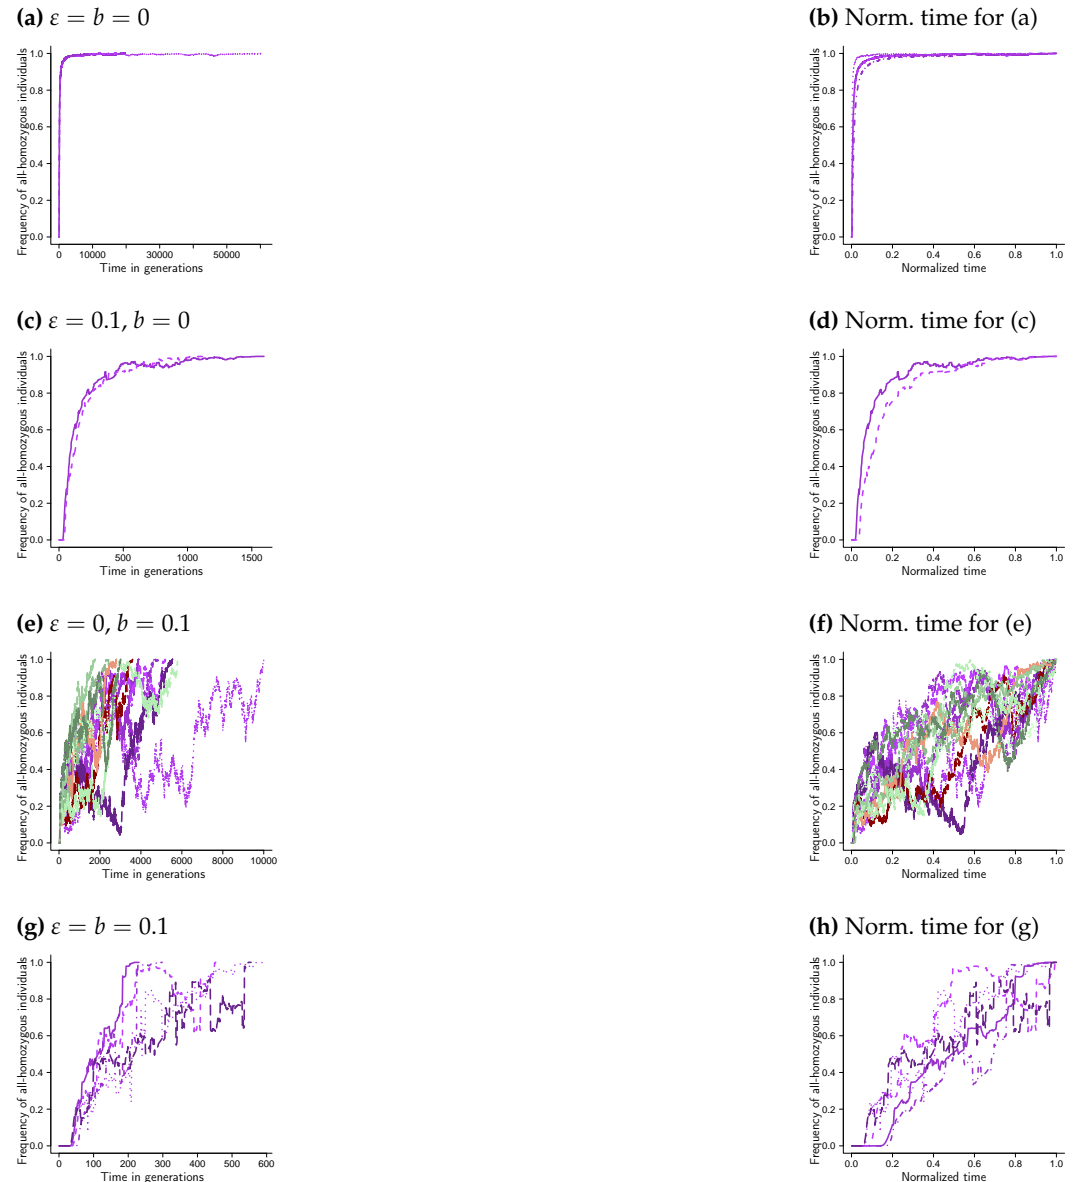 (a) ε = b = 0
(b) Norm. time for (a)
Frequency of all-homozygous individuals
1.0
0.8
0.6
0.4
0.2
0.0
0 10000 30000 50000
Time in generations
Frequency of all-homozygous individuals
1.0
0.8
0.6
0.4
0.2
0.0
0.0 0.2 0.4 0.6 0.8 1.0
Normalized time
(c) ε = 0.1, b = 0
(d) Norm. time for (c)
Frequency of all-homozygous individuals
1.0
0.8
0.6
0.4
0.2
0.0
0 500 1000 1500
Time in generations
Frequency of all-homozygous individuals
1.0
0.8
0.6
0.4
0.2
0.0
0.0 0.2 0.4 0.6 0.8 1.0
Normalized time
(e) ε = 0, b = 0.1
(f) Norm. time for (e)
Frequency of all-homozygous individuals
1.0
0.8
0.6
0.4
0.2
0.0
0 2000 4000 6000 8000 10000
Time in generations
Frequency of all-homozygous individuals
1.0
0.8
0.6
0.4
0.2
0.0
0.0 0.2 0.4 0.6 0.8 1.0
Normalized time
(g) ε = b = 0.1
(h) Norm. time for (g)
Frequency of all-homozygous individuals
1.0
0.8
0.6
0.4
0.2
0.0
0 100 200 300 400 500 600
Time in generations
Frequency of all-homozygous individuals
1.0
0.8
0.6
0.4
0.2
0.0
0.0 0.2 0.4 0.6 0.8 1.0
Normalized time